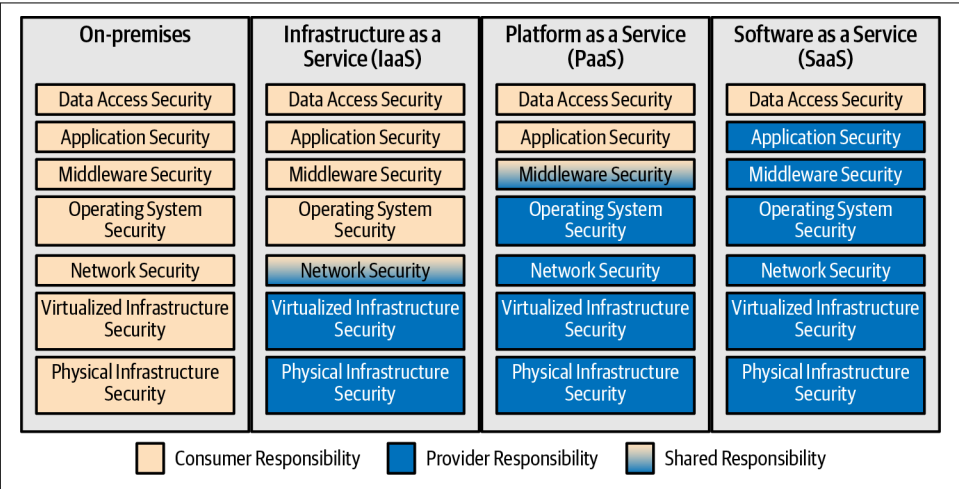 On-premises
Data Access Security
Application Security
Middleware Security
Operating System
Security
Network Security
Virtualized Infrastructure
Security
Physical Infrastructure
Security
Infrastructure as a
Service (IaaS)
Data Access Security
Application Security
Middleware Security
Operating System
Security
Network Security
Virtualized Infrastructure
Security
Physical Infrastructure
Security
Platform as a Service
(PaaS)
Data Access Security
Application Security
Middleware Security
Operating System
Security
Network Security
Virtualized Infrastructure
Security
Physical Infrastructure
Security
Software as a Service
(SaaS)
Data Access Security
Application Security
Middleware Security
Operating System
Security
Network Security
Virtualized Infrastructure
Security
Physical Infrastructure
Security
Consumer Responsibility
Provider Responsibility
Shared Responsibility